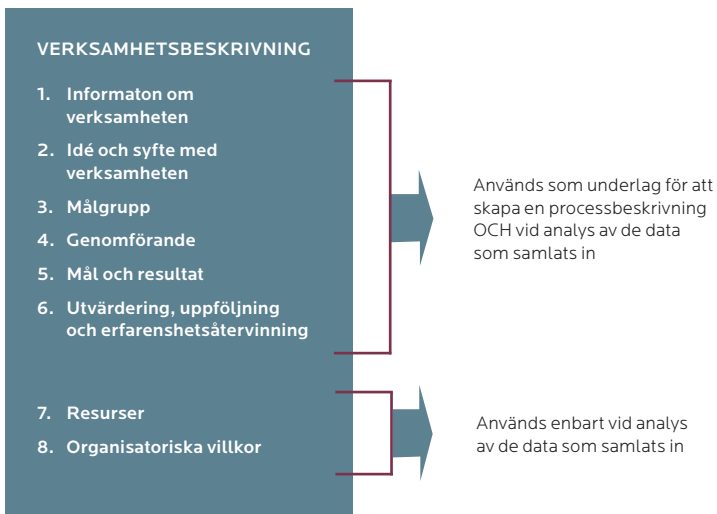 VERKSAMHETSBESKRIVNING
1. Informaton om
verksamheten
2. Idé och syfte med
verksamheten
3. Målgrupp
4. Genomförande
5. Mål och resultat
6. Utvärdering, uppföljning
och erfarenshetsåtervinning
7. Resurser
8. Organisatoriska villkor
Används som underlag för att
skapa en processbeskrivning
OCH vid analys av de data
som samlats in
Används enbart vid analys
av de data som samlats in